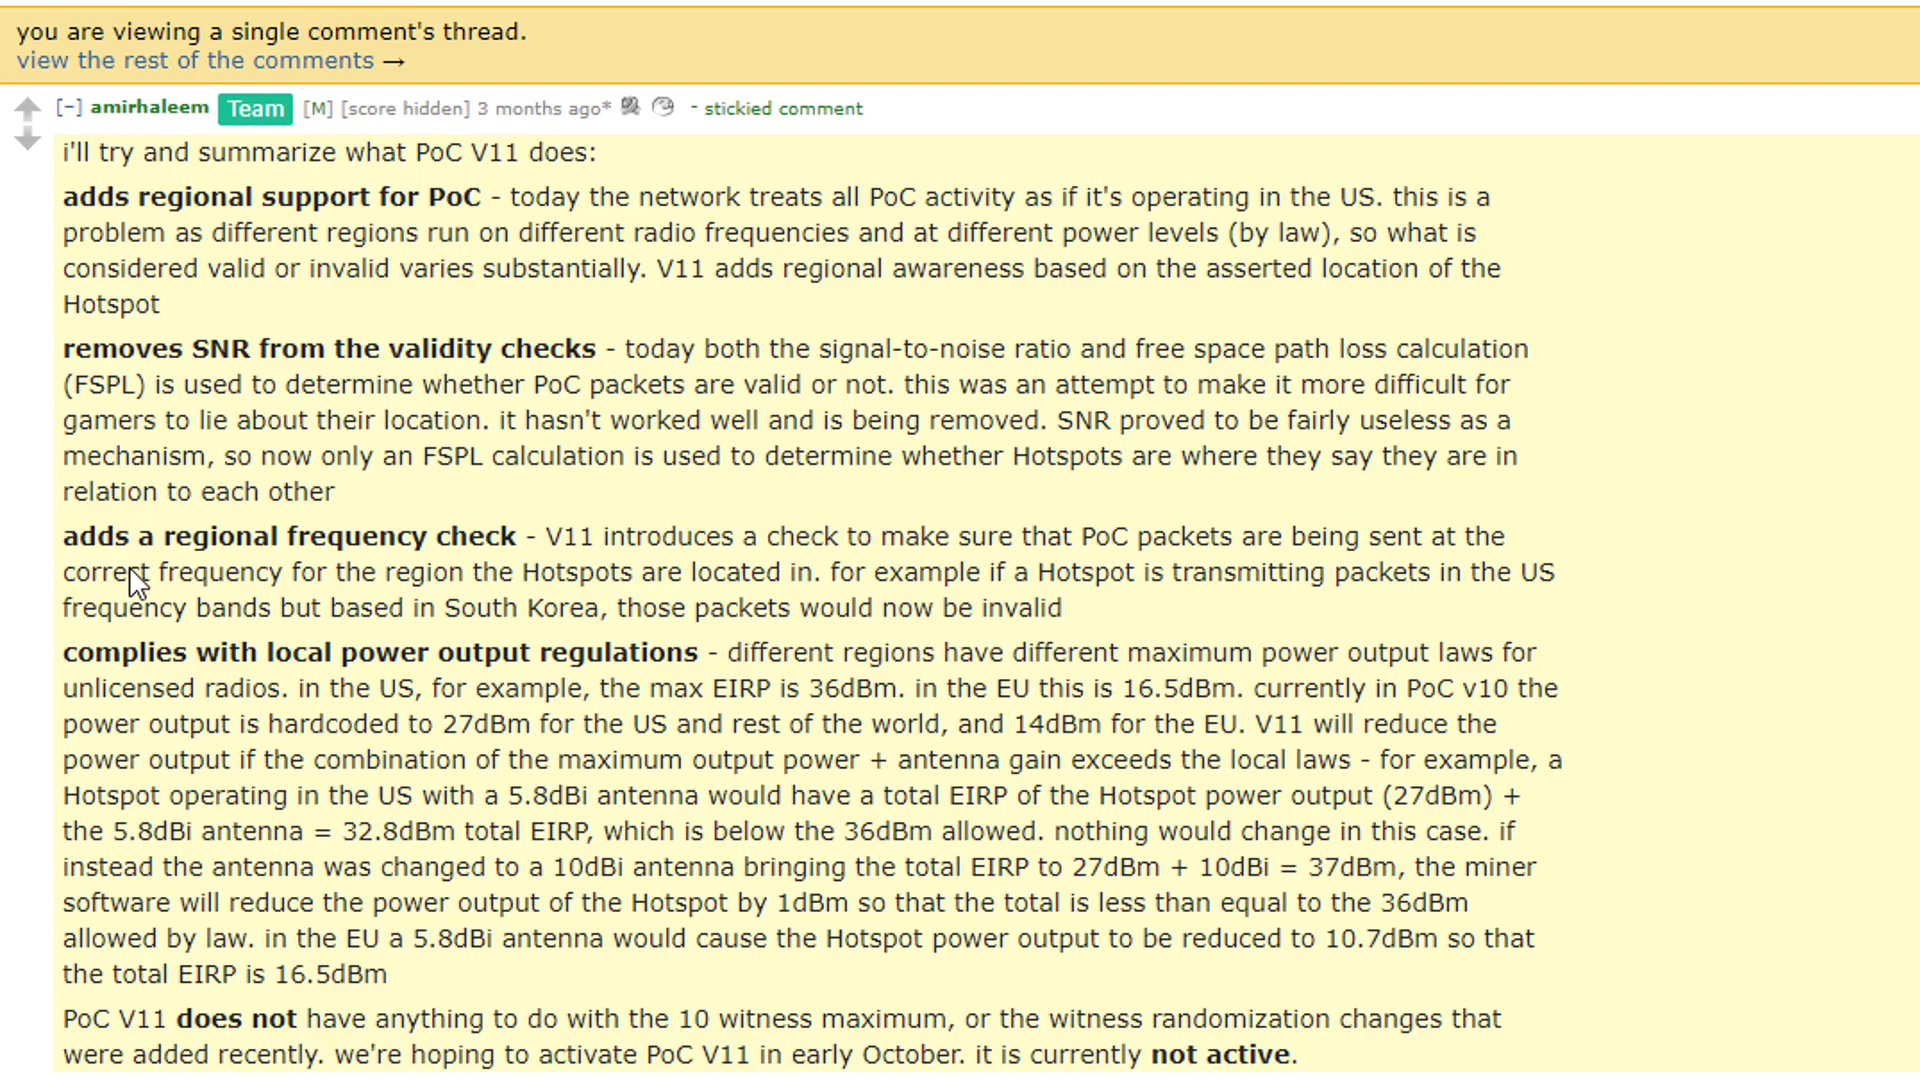 you are viewing a single comment's thread.
view the rest of the comments →
[–] amirhaleem Team [M] [score hidden] 3 months ago* - stickied comment
i'll try and summarize what PoC V11 does:
adds regional support for PoC - today the network treats all PoC activity as if it's operating in the US. this is a
problem as different regions run on different radio frequencies and at different power levels (by law), so what is
considered valid or invalid varies substantially. V11 adds regional awareness based on the asserted location of the
Hotspot
removes SNR from the validity checks - today both the signal-to-noise ratio and free space path loss calculation
(FSPL) is used to determine whether PoC packets are valid or not. this was an attempt to make it more difficult for
gamers to lie about their location. it hasn't worked well and is being removed. SNR proved to be fairly useless as a
mechanism, so now only an FSPL calculation is used to determine whether Hotspots are where they say they are in
relation to each other
adds a regional frequency check - V11 introduces a check to make sure that PoC packets are being sent at the
correct frequency for the region the Hotspots are located in. for example if a Hotspot is transmitting packets in the US
frequency bands but based in South Korea, those packets would now be invalid
complies with local power output regulations - different regions have different maximum power output laws for
unlicensed radios. in the US, for example, the max EIRP is 36dBm. in the EU this is 16.5dBm. currently in PoC v10 the
power output is hardcoded to 27dBm for the US and rest of the world, and 14dBm for the EU. V11 will reduce the
power output if the combination of the maximum output power + antenna gain exceeds the local laws - for example, a
Hotspot operating in the US with a 5.8dBi antenna would have a total EIRP of the Hotspot power output (27dBm) +
the 5.8dBi antenna = 32.8dBm total EIRP, which is below the 36dBm allowed. nothing would change in this case. if
instead the antenna was changed to a 10dBi antenna bringing the total EIRP to 27dBm + 10dBi = 37dBm, the miner
software will reduce the power output of the Hotspot by 1dBm so that the total is less than equal to the 36dBm
allowed by law. in the EU a 5.8dBi antenna would cause the Hotspot power output to be reduced to 10.7dBm so that
the total EIRP is 16.5dBm
PoC V11 does not have anything to do with the 10 witness maximum, or the witness randomization changes that
were added recently. we're hoping to activate PoC V11 in early October. it is currently not active.